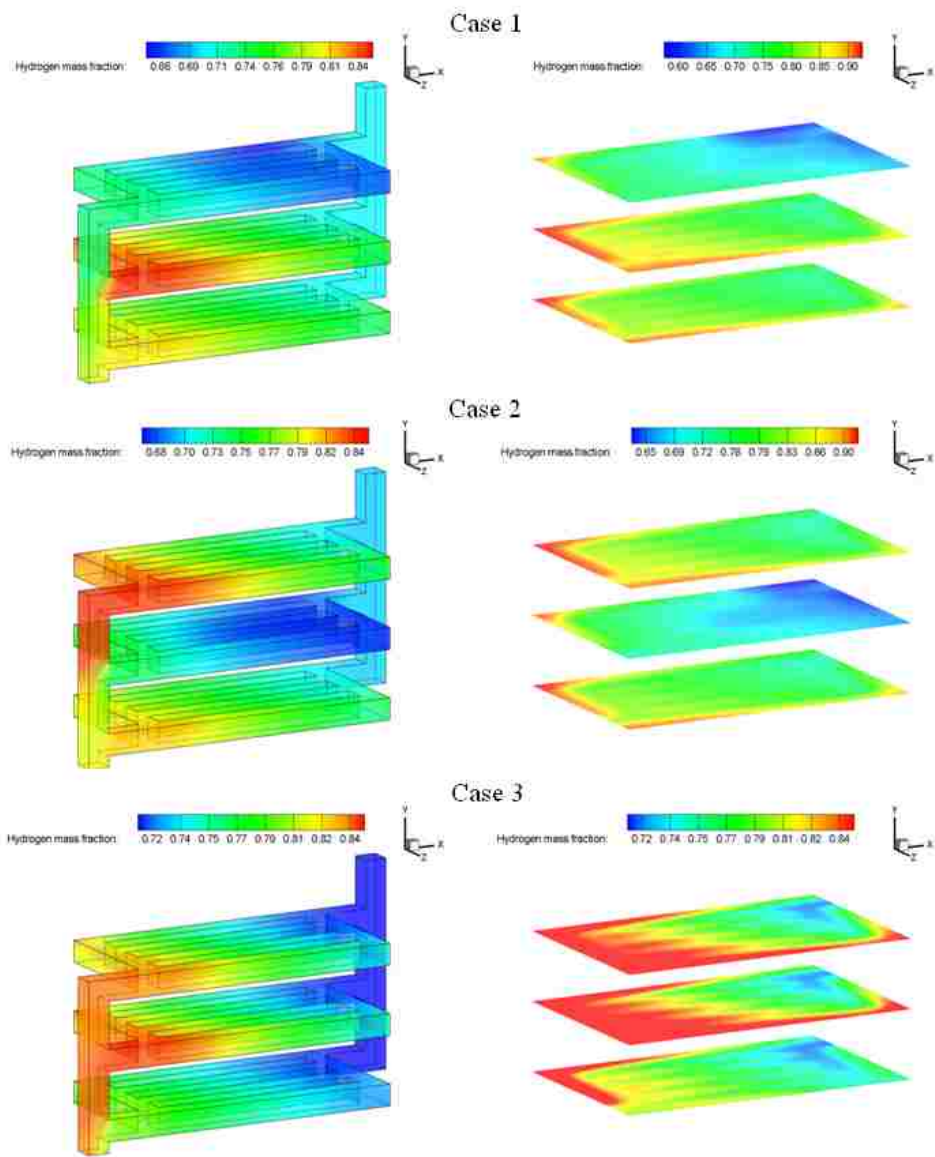 Case 1
Hydrogen mass fraction: 0.66 0.69 0.71 0.74 0.76 0.79 0.81 0.84
Y
X
Z
Hydrogen mass fraction: 0.60 0.65 0.70 0.75 0.80 0.85 0.90
Y
X
Z
Case 2
Hydrogen mass fraction: 0.68 0.70 0.73 0.75 0.77 0.79 0.82 0.84
Y
X
Z
Hydrogen mass fraction: 0.65 0.69 0.72 0.76 0.79 0.83 0.86 0.90
Y
X
Z
Case 3
Hydrogen mass fraction: 0.72 0.74 0.75 0.77 0.79 0.81 0.82 0.84
Y
X
Z
Hydrogen mass fraction: 0.72 0.74 0.75 0.77 0.79 0.81 0.82 0.84
Y
X
Z